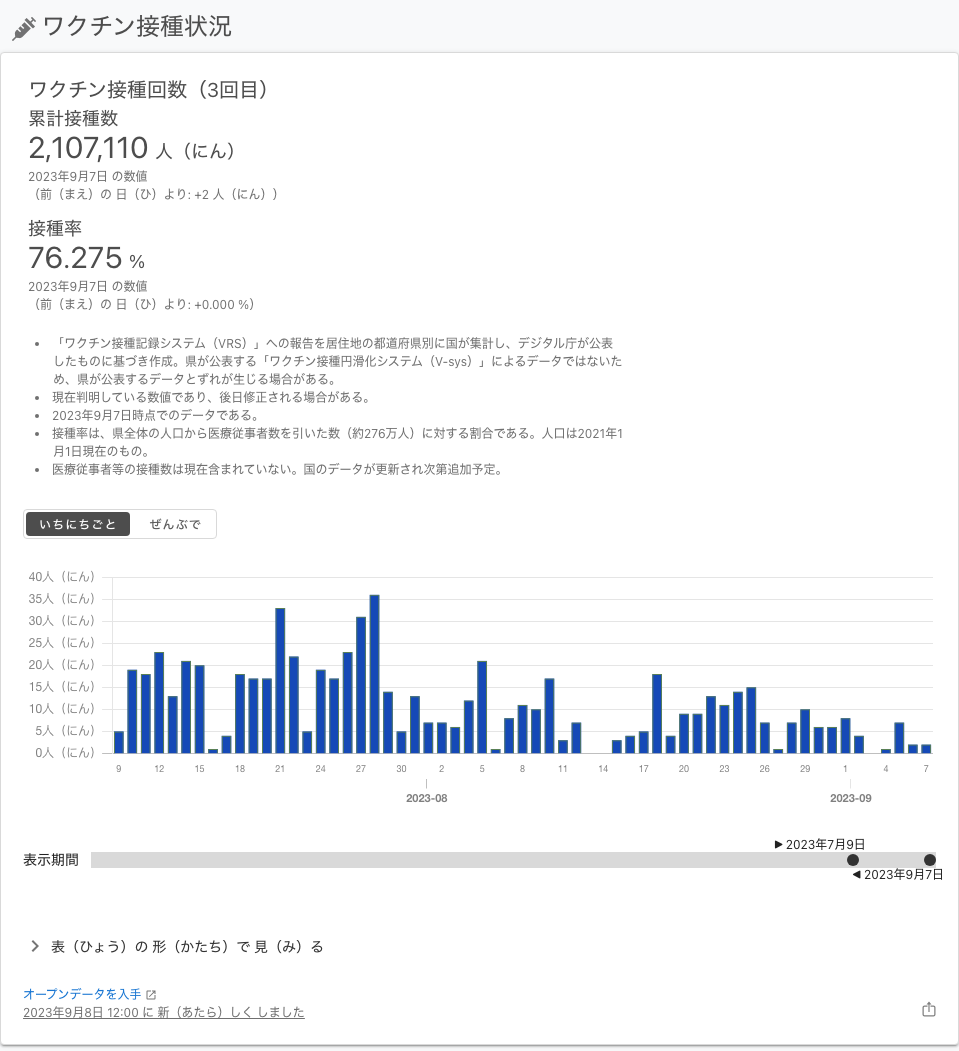 ワクチン接種状況
ワクチン接種回数（3回目）
累計接種数
2,107,110 人（にん）
2023年9月7日 の数値
（前（まえ）の 日（ひ）より: +2 人（にん））
接種率
76.275 %
2023年9月7日 の数値
（前（まえ）の 日（ひ）より: +0.000 %）
• 「ワクチン接種記録システム（VRS）」への報告を居住地の都道府県別に国が集計し、デジタル庁が公表
したものに基づき作成。県が公表する「ワクチン接種円滑化システム（V-sys）」によるデータではないた
め、県が公表するデータとずれが生じる場合がある。
• 現在判明している数値であり、後日修正される場合がある。
• 2023年9月7日時点でのデータである。
• 接種率は、県全体の人口から医療従事者数を引いた数（約276万人）に対する割合である。人口は2021年1
月1日現在のもの。
• 医療従事者等の接種数は現在含まれていない。国のデータが更新され次第追加予定。
いちにちごと ぜんぶで
40人（にん）
35人（にん）
30人（にん）
25人（にん）
20人（にん）
15人（にん）
10人（にん）
5人（にん）
0人（にん）
9 12 15 18 21 24 27 30 2 5 8 11 14 17 20 23 26 29 1 4 7
2023-08 2023-09
▶ 2023年7月9日
表示期間
◀ 2023年9月7日
表（ひょう）の 形（かたち）で 見（み）る
オープンデータを入手
2023年9月8日 12:00 に 新（あたら）しく しました